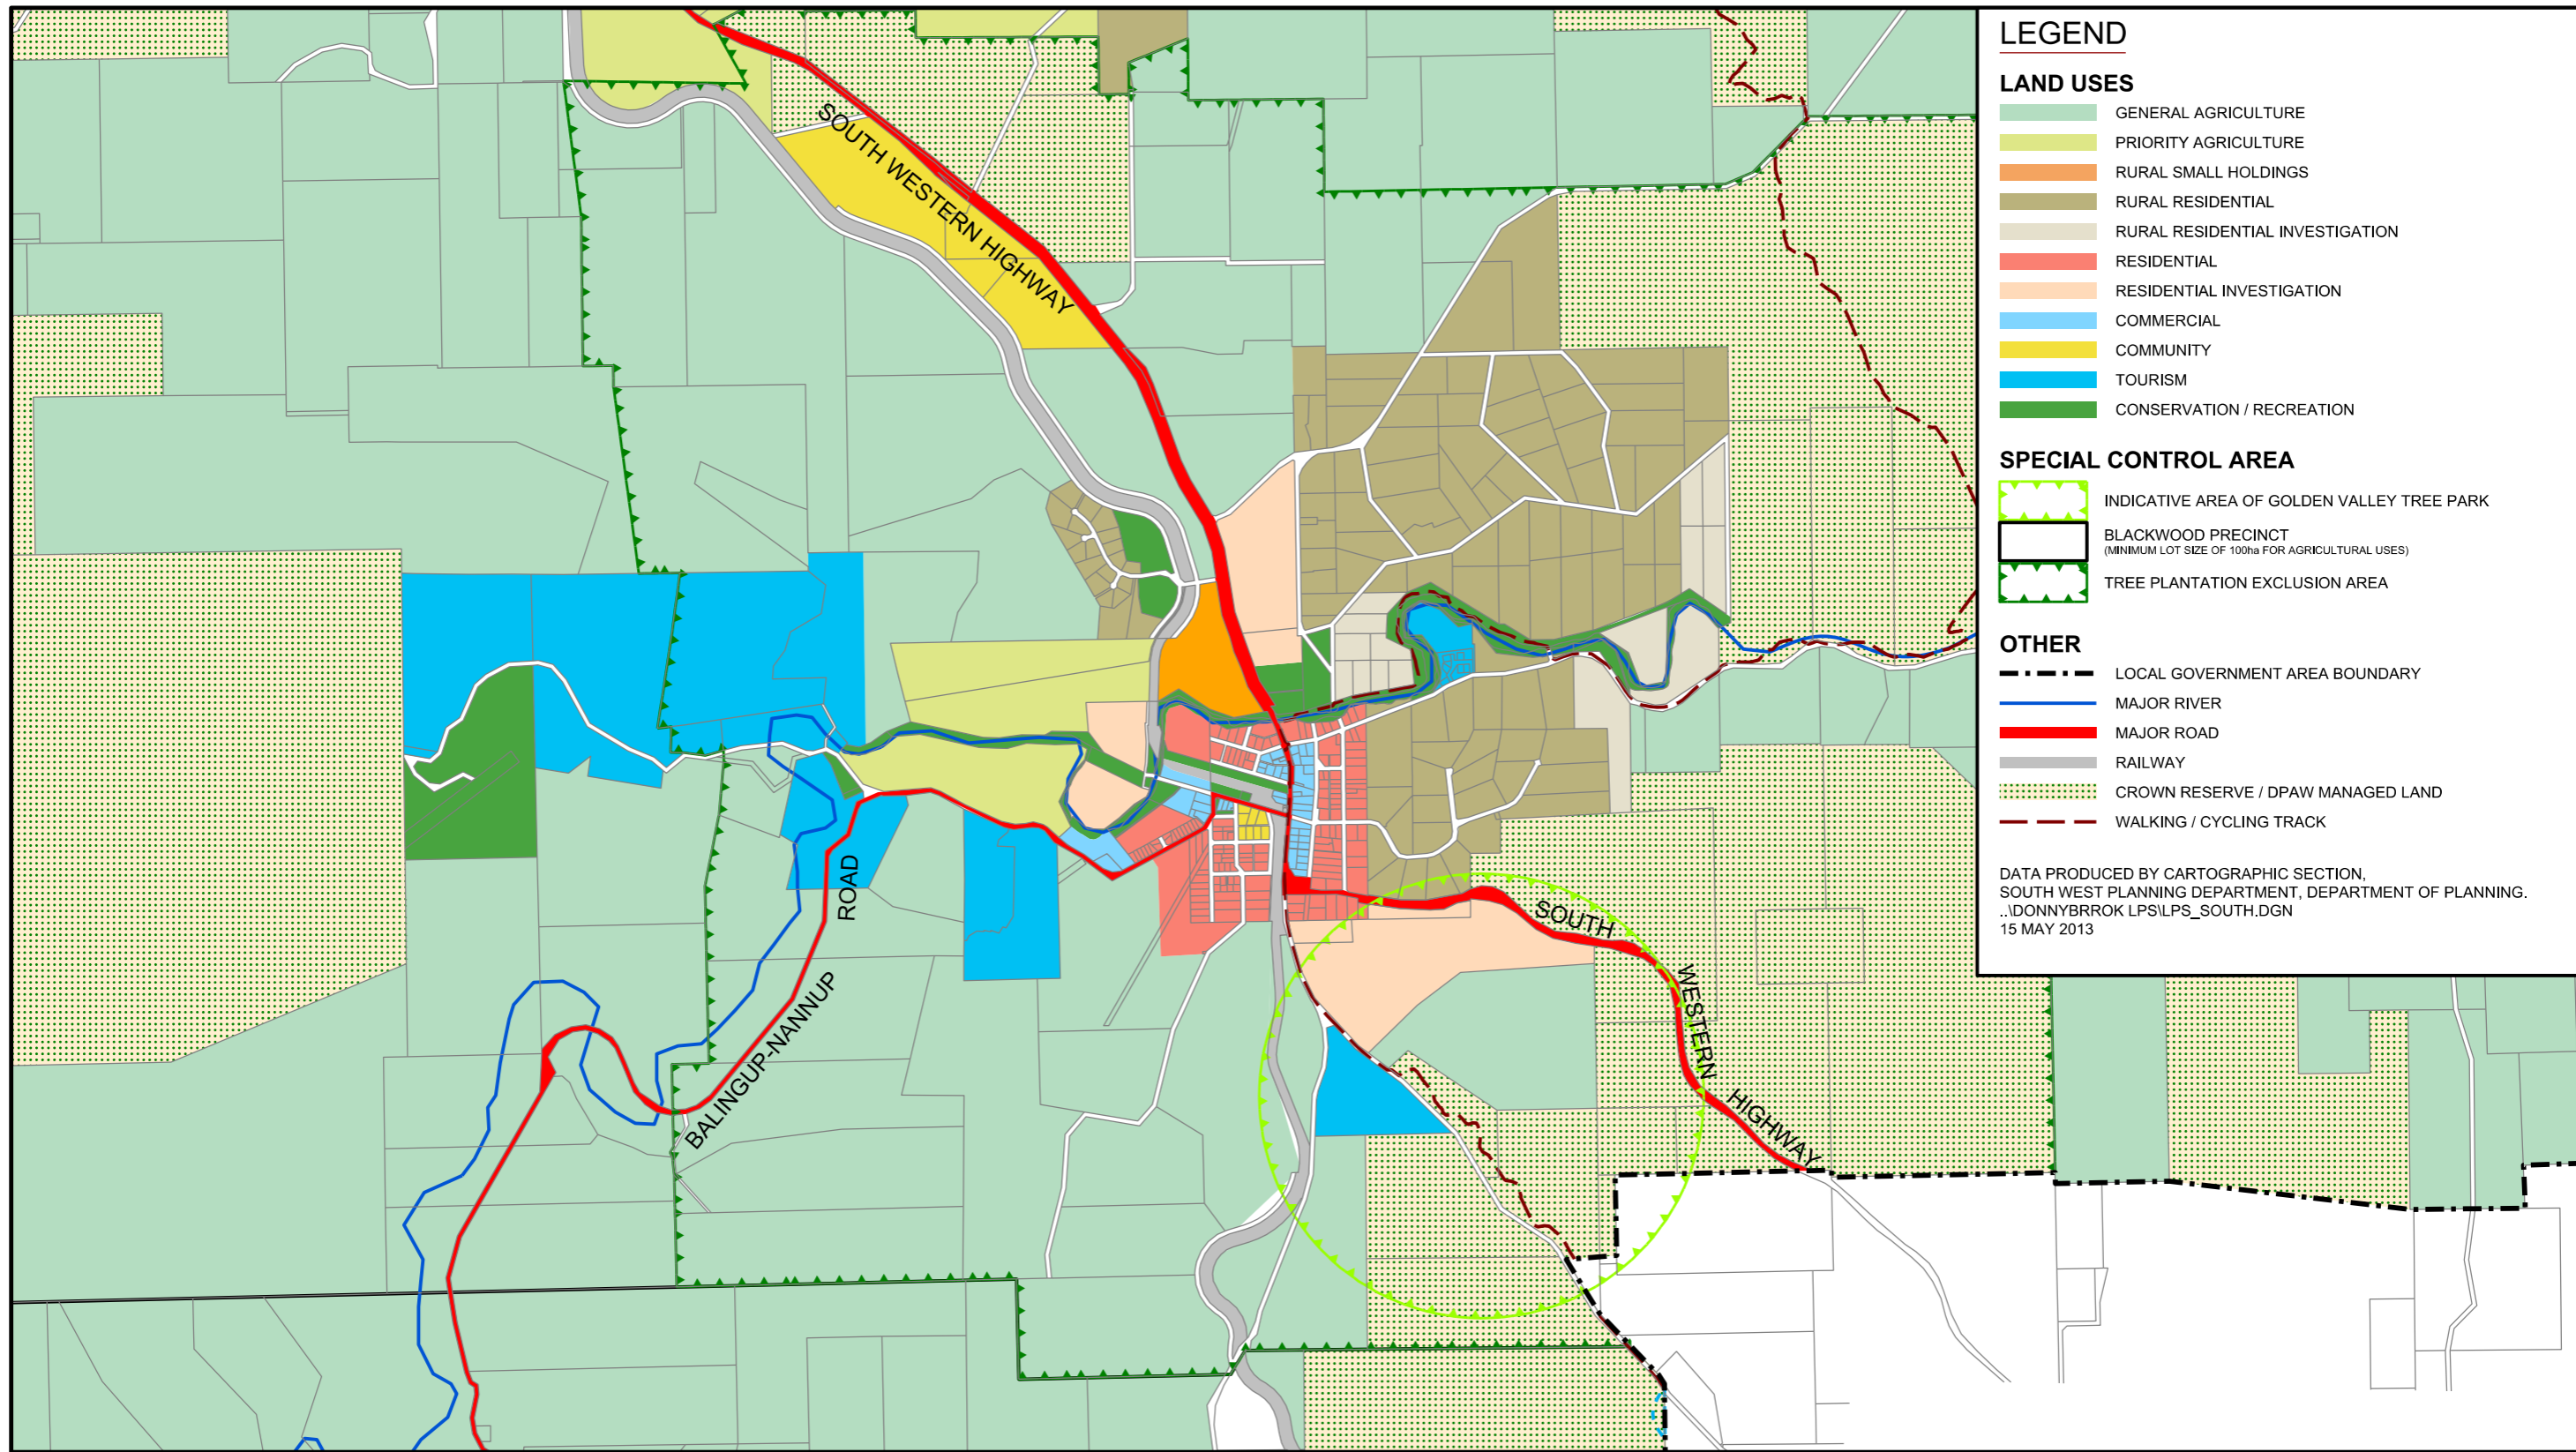 SOUTH WESTERN HIGHWAY
ROAD
BALINGUP-NANNUP
SOUTH
WESTERN
HIGHWAY
LEGEND
LAND USES
GENERAL AGRICULTURE
PRIORITY AGRICULTURE
RURAL SMALL HOLDINGS
RURAL RESIDENTIAL
RURAL RESIDENTIAL INVESTIGATION
RESIDENTIAL
RESIDENTIAL INVESTIGATION
COMMERCIAL
COMMUNITY
TOURISM
CONSERVATION / RECREATION
SPECIAL CONTROL AREA
INDICATIVE AREA OF GOLDEN VALLEY TREE PARK
BLACKWOOD PRECINCT
(MINIMUM LOT SIZE OF 100ha FOR AGRICULTURAL USES)
TREE PLANTATION EXCLUSION AREA
OTHER
LOCAL GOVERNMENT AREA BOUNDARY
MAJOR RIVER
MAJOR ROAD
RAILWAY
CROWN RESERVE / DPAW MANAGED LAND
WALKING / CYCLING TRACK
DATA PRODUCED BY CARTOGRAPHIC SECTION,
SOUTH WEST PLANNING DEPARTMENT, DEPARTMENT OF PLANNING.
..\DONNYBRROK LPS\LPS_SOUTH.DGN
15 MAY 2013